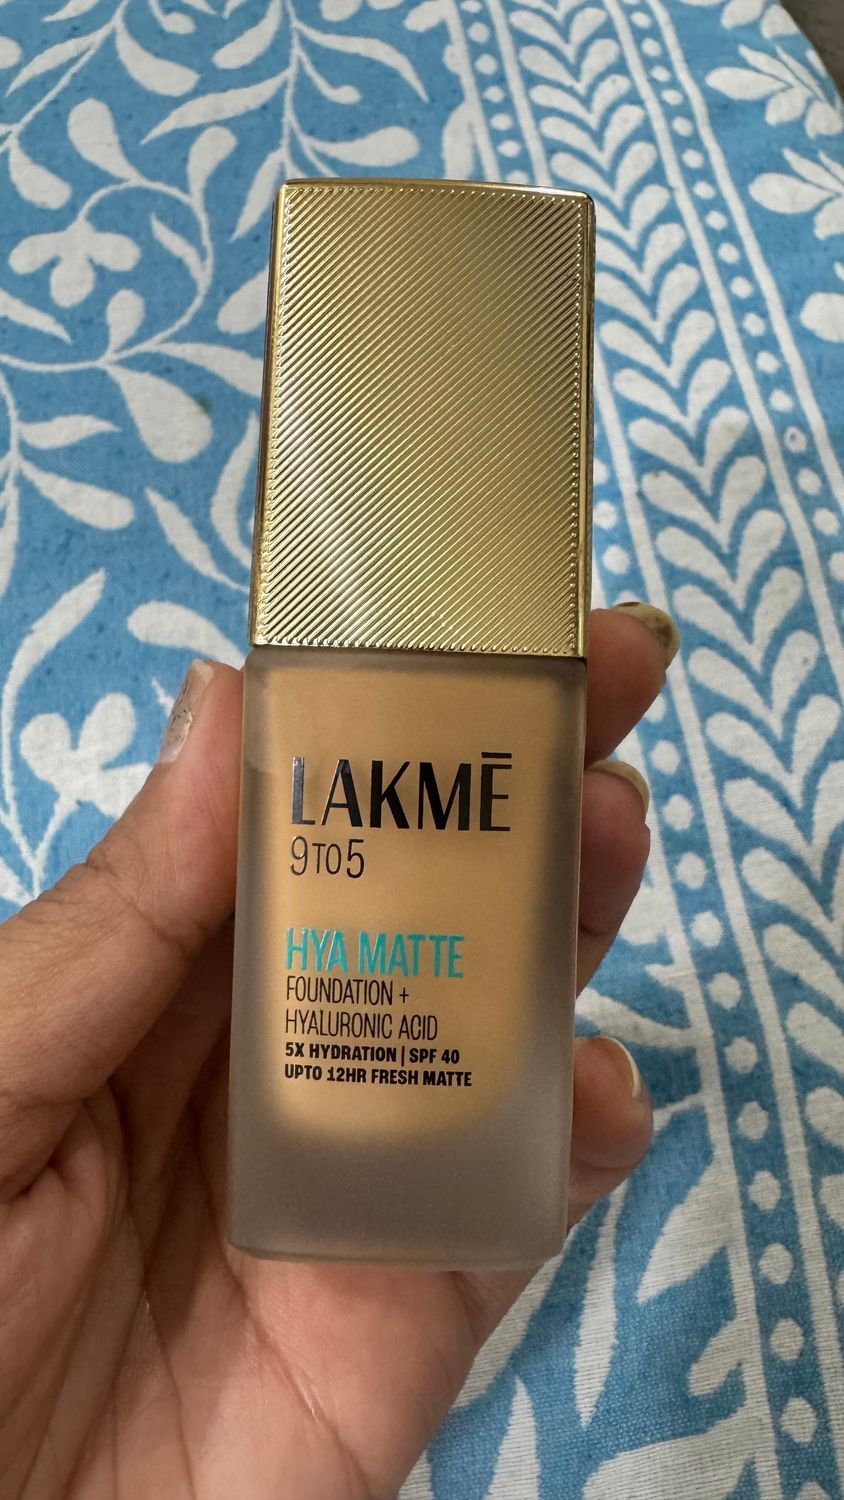 LAKMĒ
9TO5
HYA MATTE
FOUNDATION +
HYALURONIC ACID
5X HYDRATION | SPF 40
UPTO 12HR FRESH MATTE